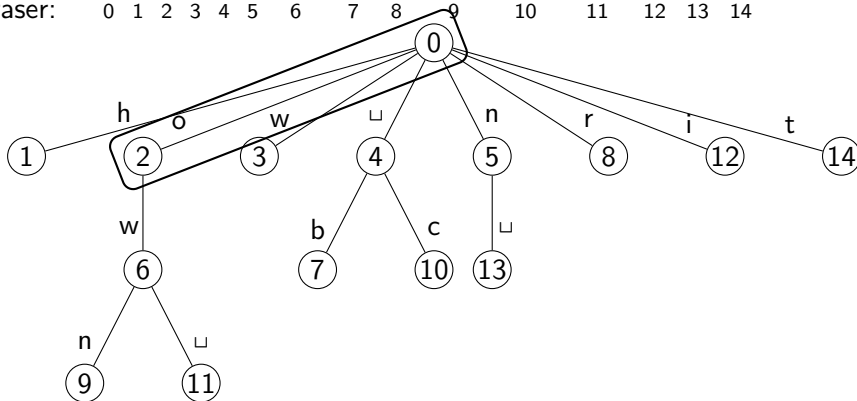 aser: 0 1 2 3 4 5 6 7 8 9 10 11 12 13 14
0
h o w ␣ n r i t
1 2 3 4 5 8 12 14
w b c ␣
6 7 10 13
n ␣
9 11